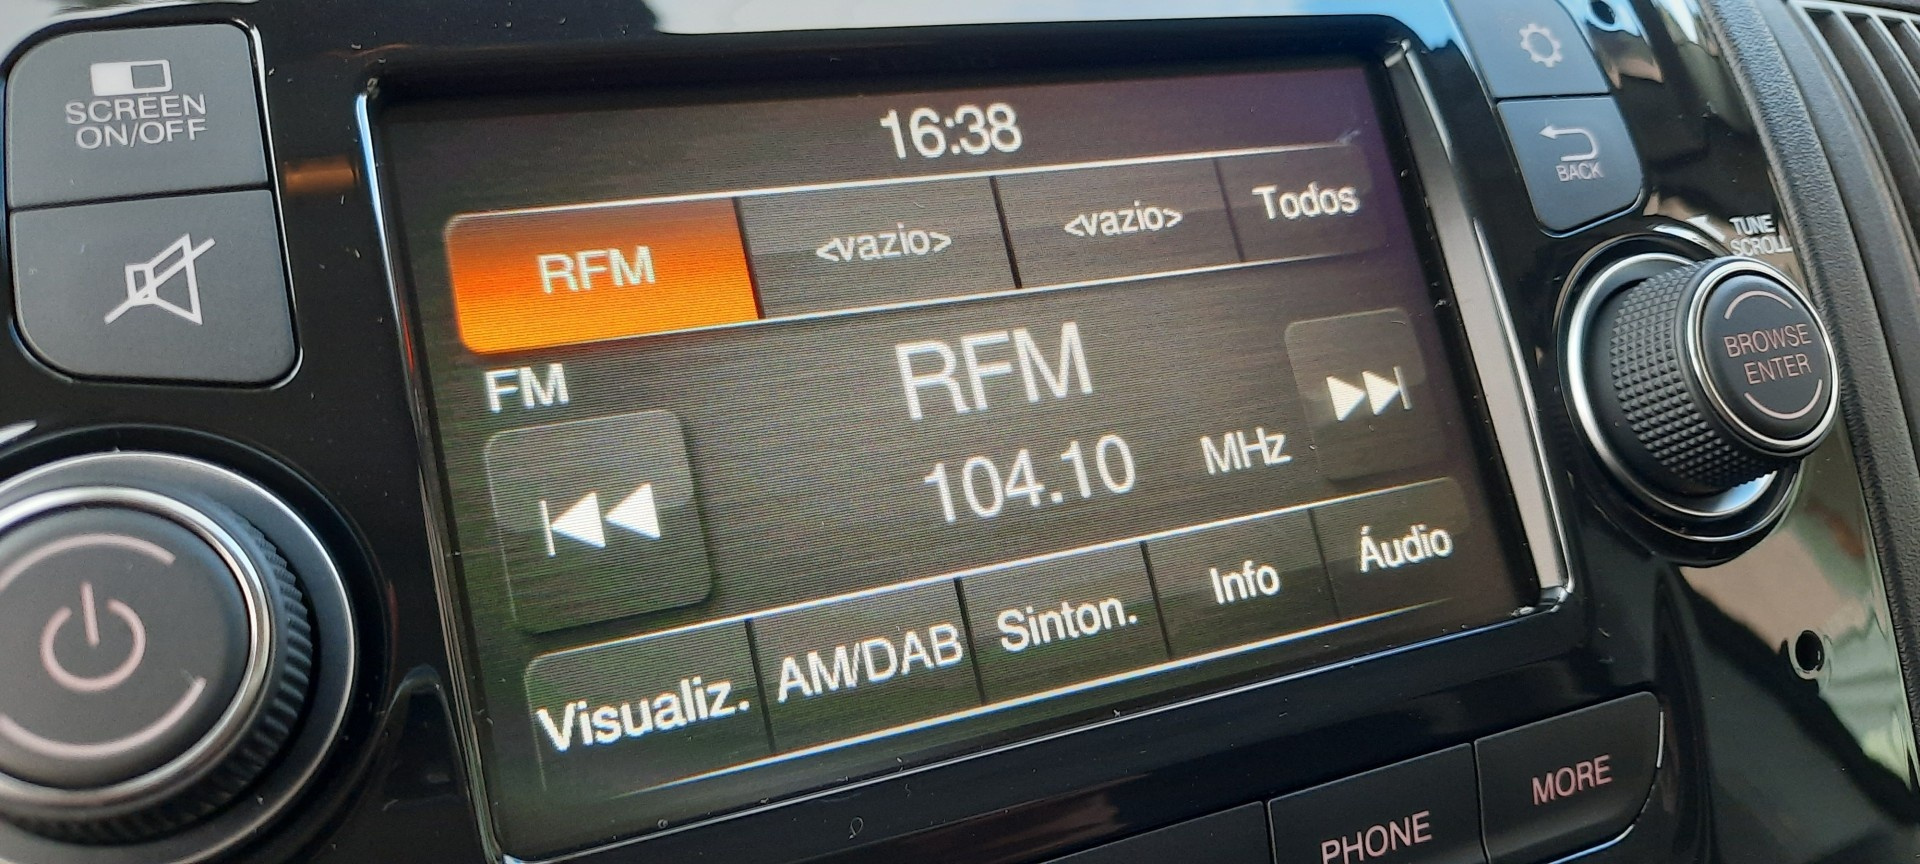 SCREEN
ON/OFF
16:38
RFM
<vazio>
<vazio>
Todos
FM
RFM
104.10 MHz
Visualiz.
AM/DAB
Sinton.
Info
Áudio
BACK
TUNE
SCROLL
BROWSE
ENTER
PHONE
MORE